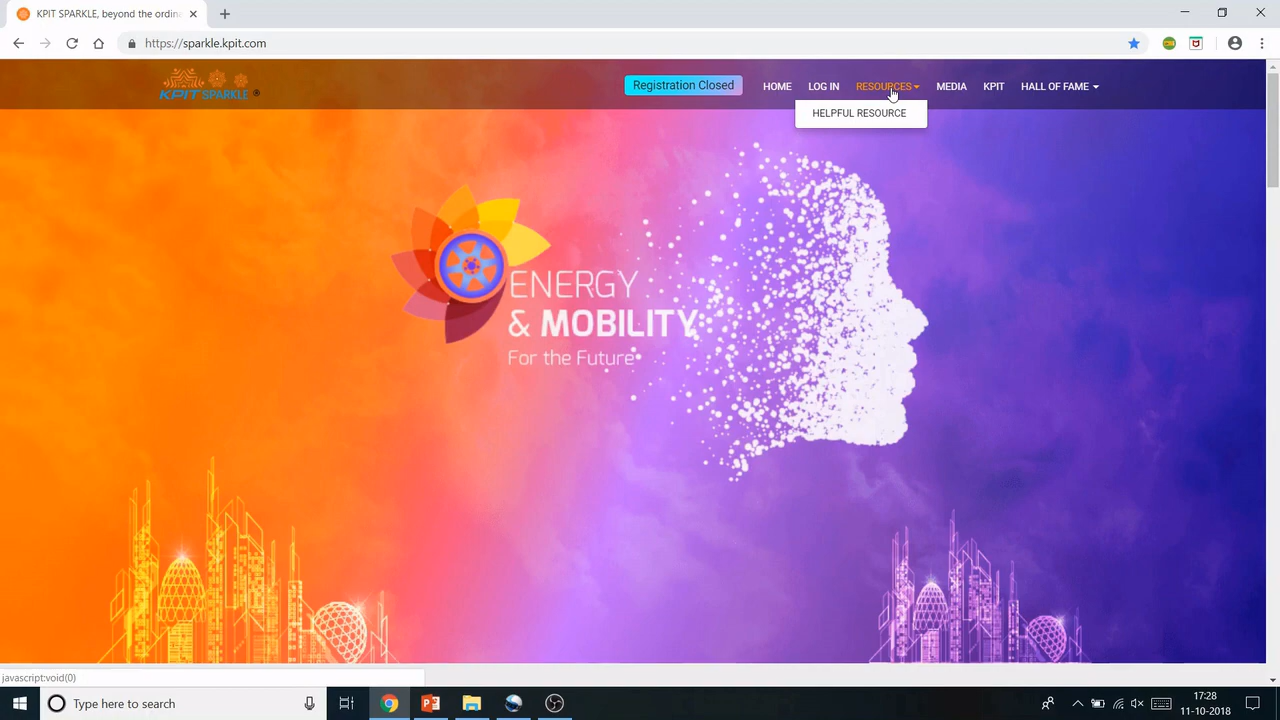 KPIT SPARKLE, beyond the ordina
https://sparkle.kpit.com
KPIT SPARKLE ®
Registration Closed
HOME
LOG IN
RESOURCES
MEDIA
KPIT
HALL OF FAME
HELPFUL RESOURCE
ENERGY
& MOBILITY
For the Future
javascript:void(0)
Type here to search
17:28
11-10-2018